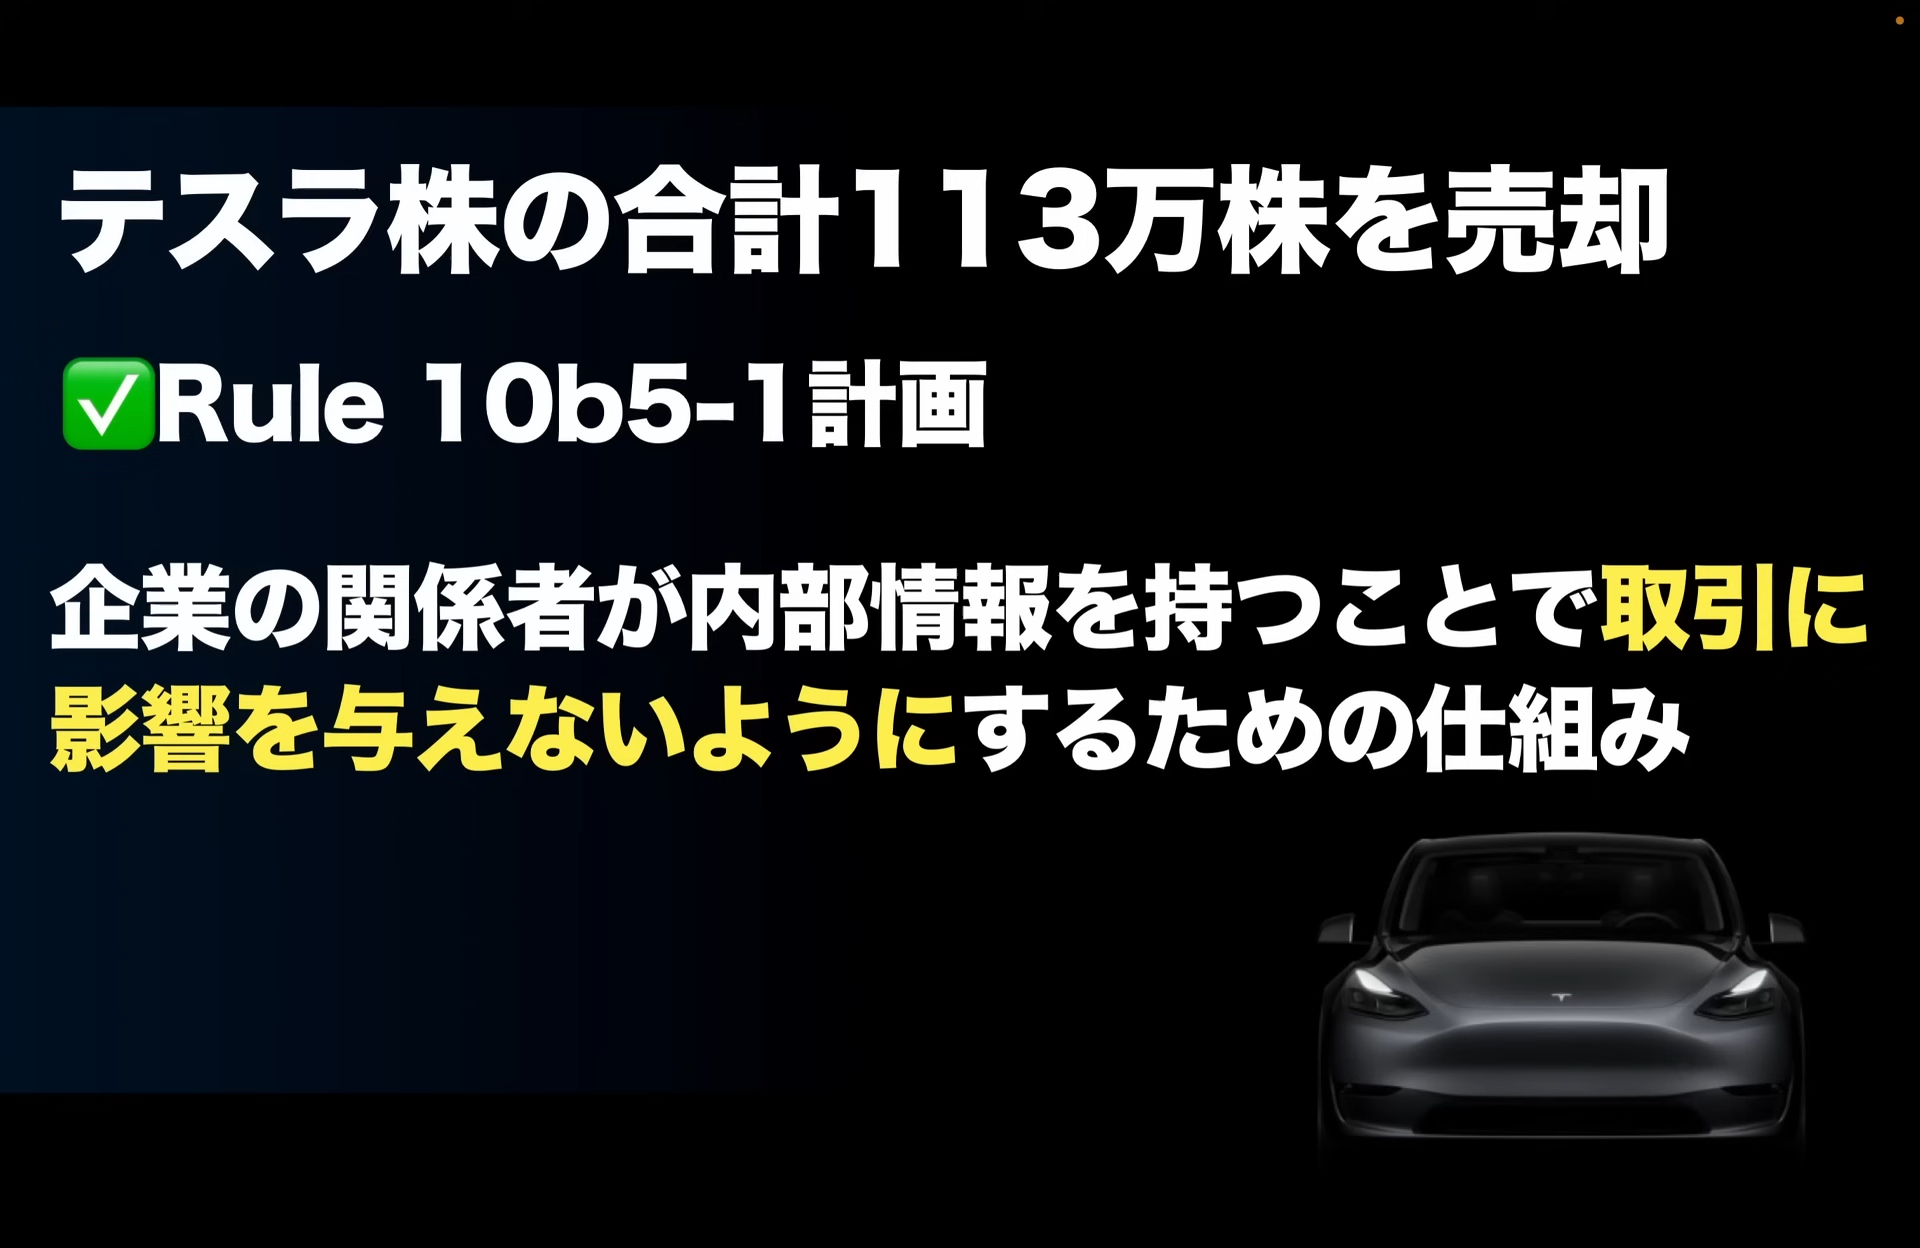 テスラ株の合計113万株を売却
✅Rule 10b5-1計画
企業の関係者が内部情報を持つことで取引に
影響を与えないようにするための仕組み